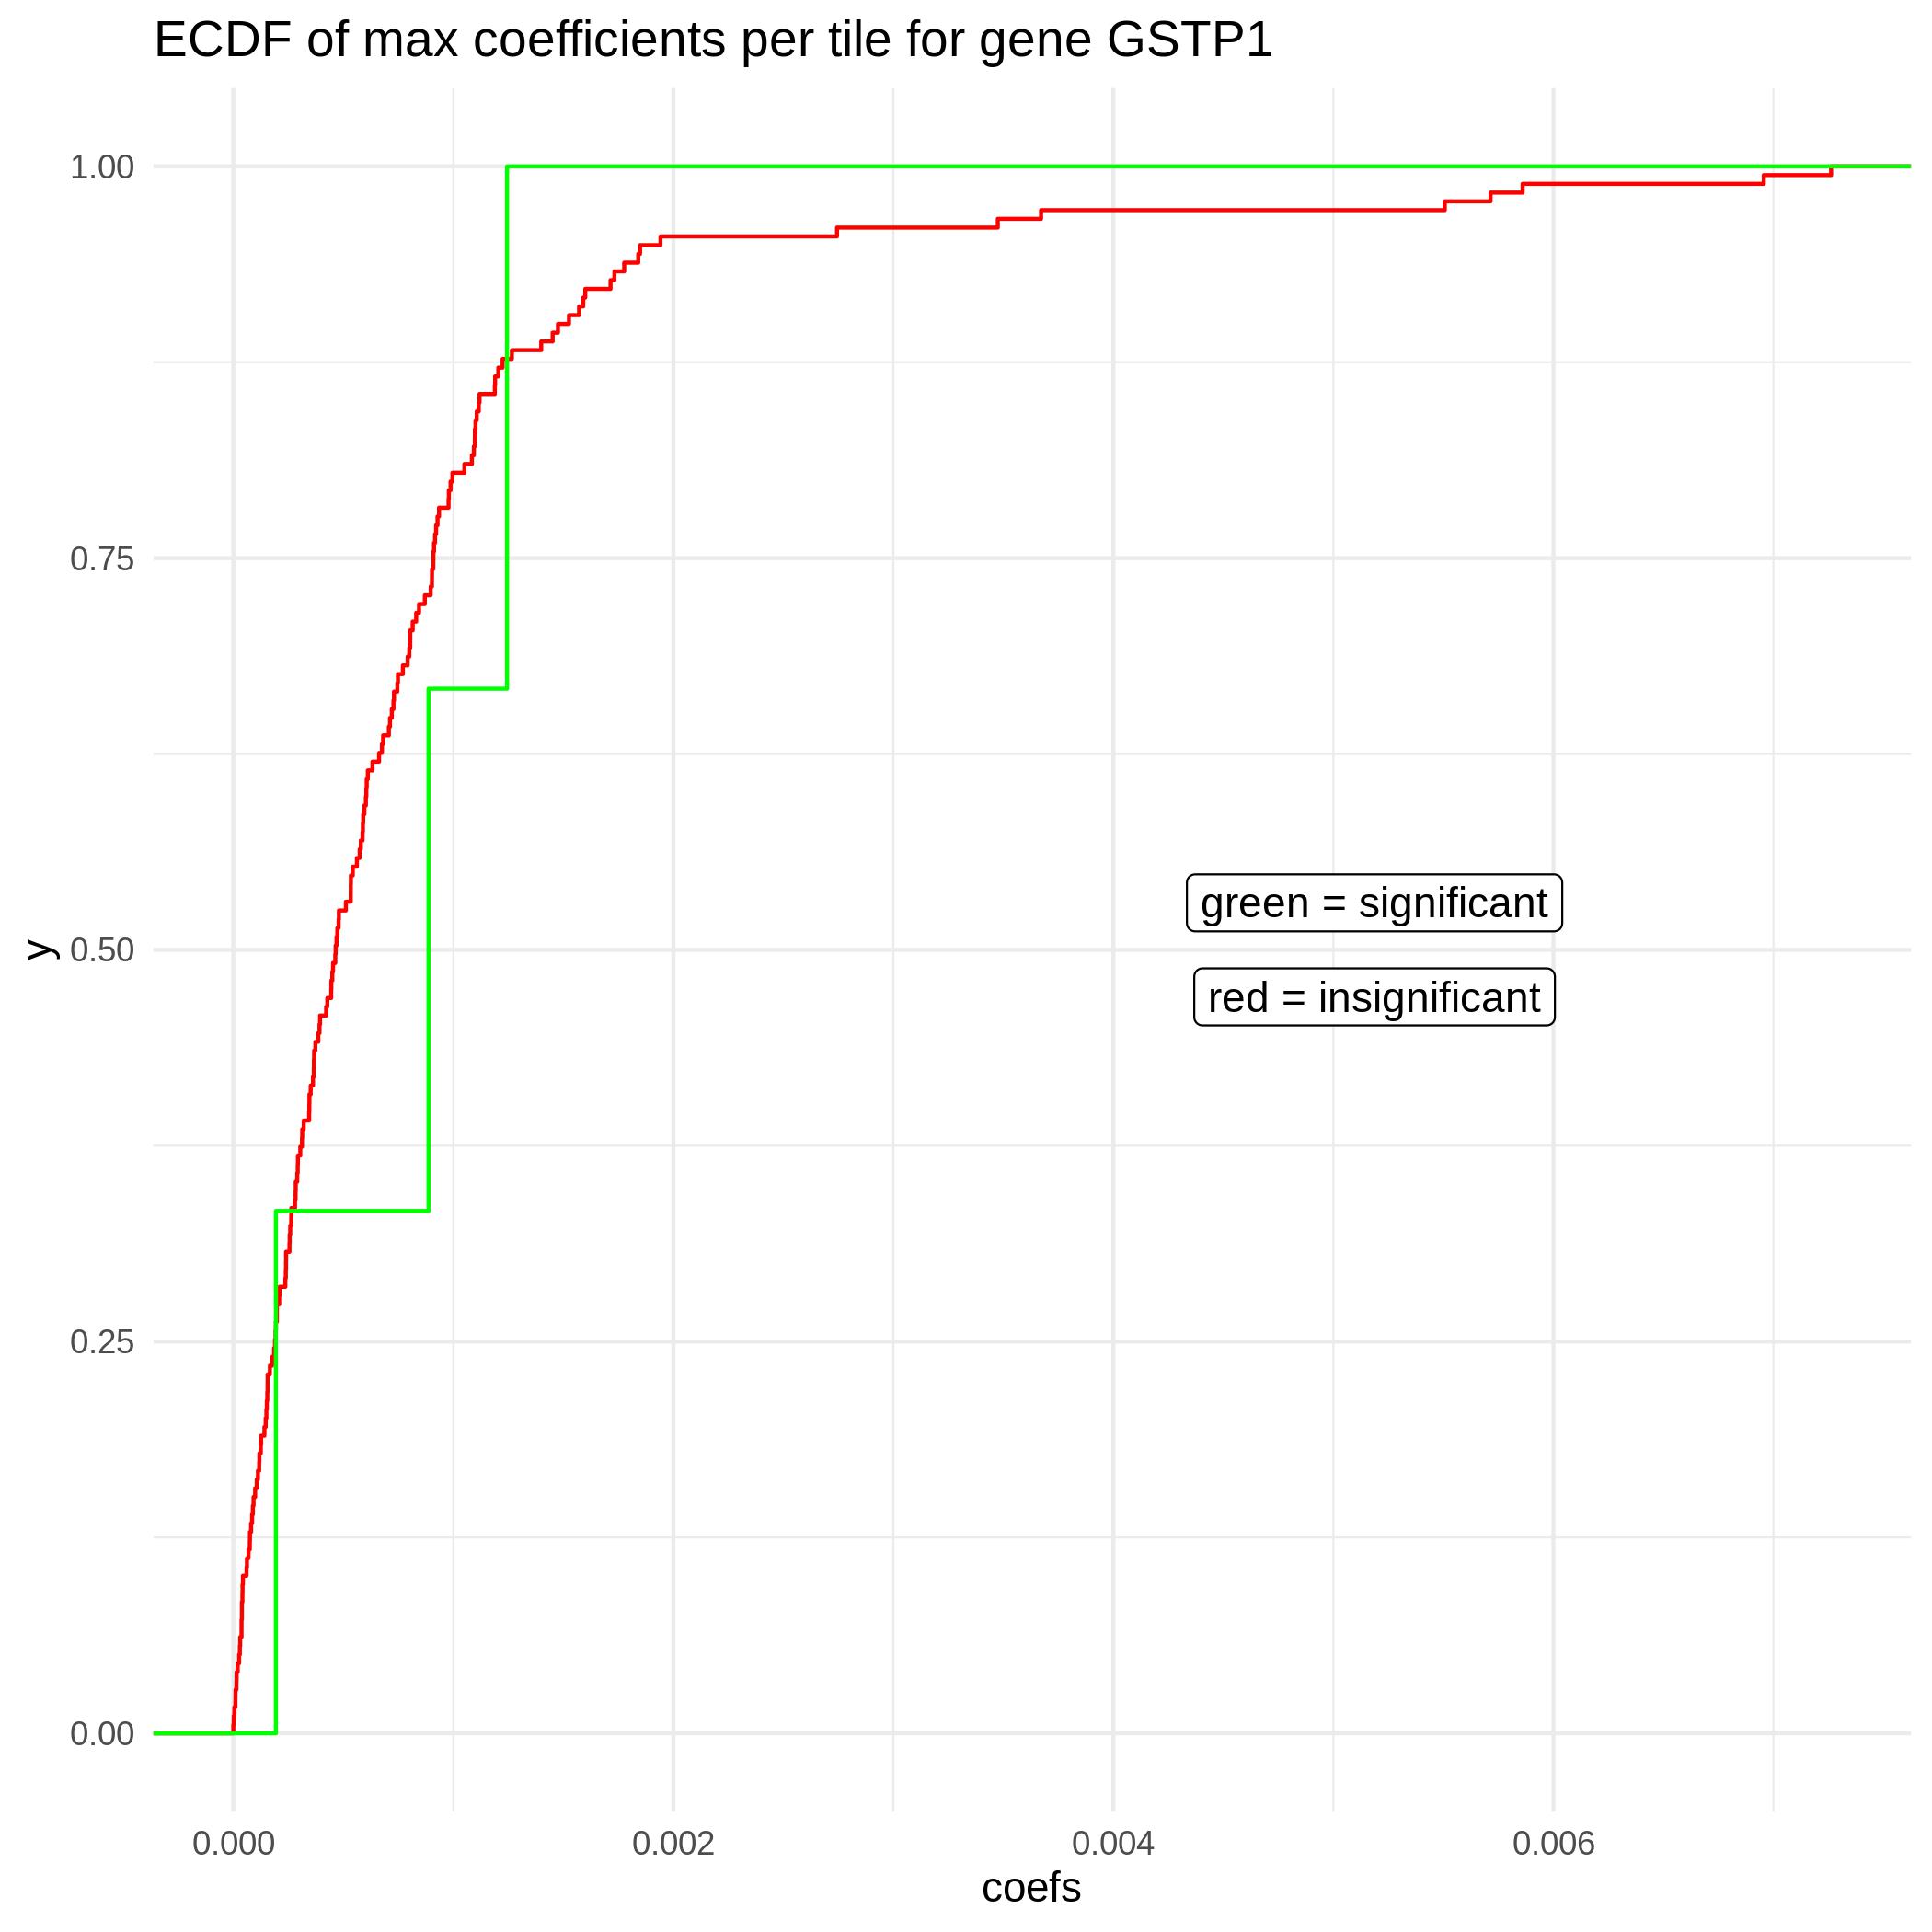 ECDF of max coefficients per tile for gene GSTP1
1.00
0.75
0.50
0.25
0.00
y
green = significant
red = insignificant
0.000 0.002 0.004 0.006
coefs